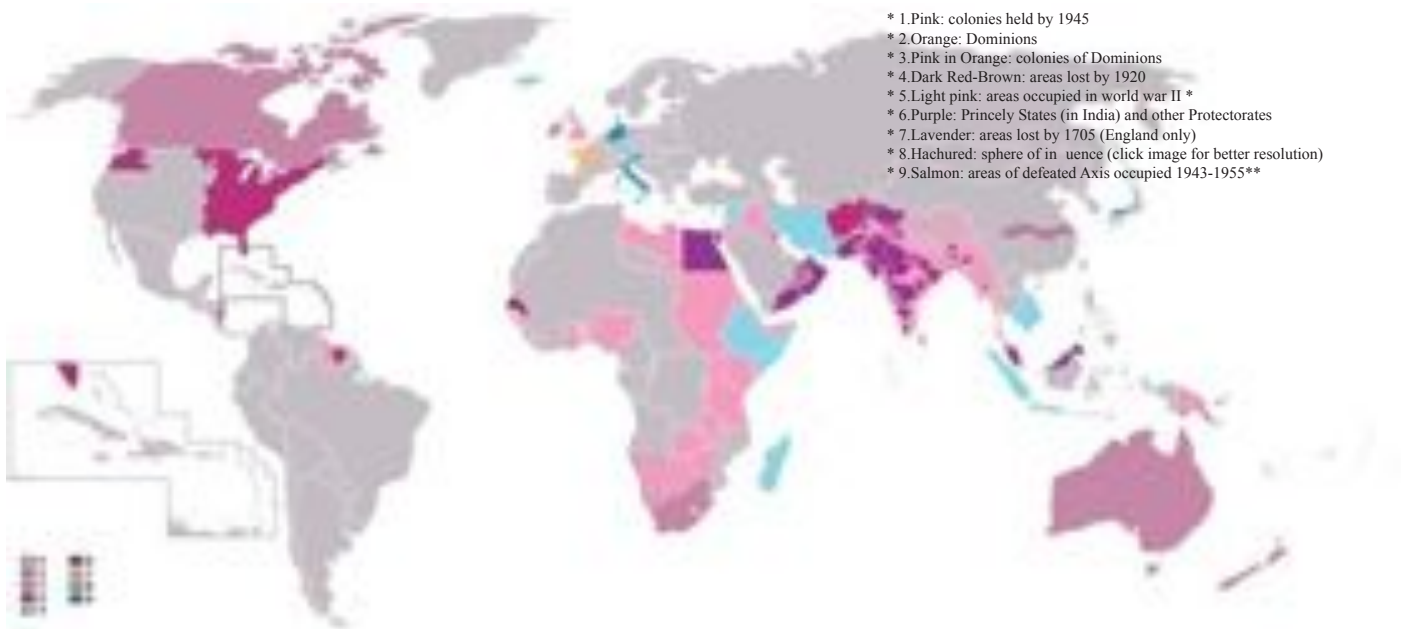 * 1.Pink: colonies held by 1945
* 2.Orange: Dominions
* 3.Pink in Orange: colonies of Dominions
* 4.Dark Red-Brown: areas lost by 1920
* 5.Light pink: areas occupied in world war II *
* 6.Purple: Princely States (in India) and other Protectorates
* 7.Lavender: areas lost by 1705 (England only)
* 8.Hachured: sphere of in uence (click image for better resolution)
* 9.Salmon: areas of defeated Axis occupied 1943-1955**